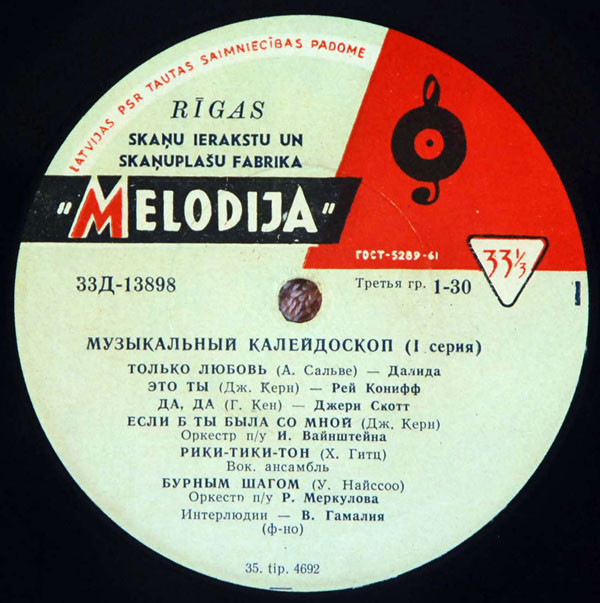 LATVIJAS PSR TAUTAS SAIMNIECĪBAS PADOME
RĪGAS
SKAŅU IERAKSTU UN
SKAŅUPLAŠU FABRIKA
"MELODIJA"
ГОСТ-5289-61
33⅓
33Д-13898
Третья гр. 1-30
I
МУЗЫКАЛЬНЫЙ КАЛЕЙДОСКОП (I серия)
ТОЛЬКО ЛЮБОВЬ (А. Сальве) — Далида
ЭТО ТЫ (Дж. Керн) — Рей Конифф
ДА, ДА (Г. Кен) — Джери Скотт
ЕСЛИ Б ТЫ БЫЛА СО МНОЙ (Дж. Керн)
Оркестр п/у И. Вайнштейна
РИКИ-ТИКИ-ТОН (Х. Гитц)
Вок. ансамбль
БУРНЫМ ШАГОМ (У. Найссоо)
Оркестр п/у Р. Меркулова
Интерлюдии — В. Гамалия
(ф-но)
35. tip. 4692